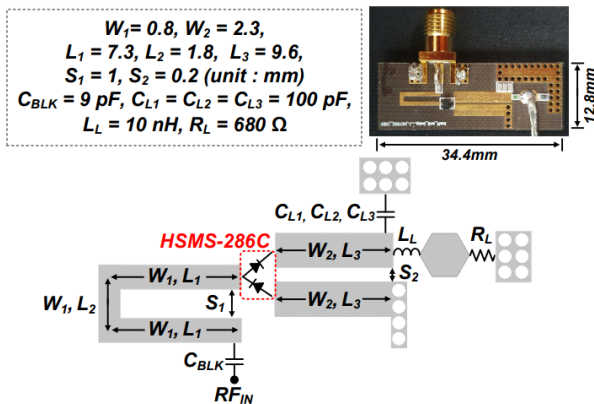 W1= 0.8, W2 = 2.3,
L1 = 7.3, L2 = 1.8, L3 = 9.6,
S1 = 1, S2 = 0.2 (unit : mm)
CBLK = 9 pF, CL1 = CL2 = CL3 = 100 pF,
LL = 10 nH, RL = 680 Ω
12.8mm
34.4mm
CL1, CL2, CL3
HSMS-286C
W2, L3
LL
RL
W1, L1
S2
W1, L2
S1
W2, L3
W1, L1
CBLK
RFIN